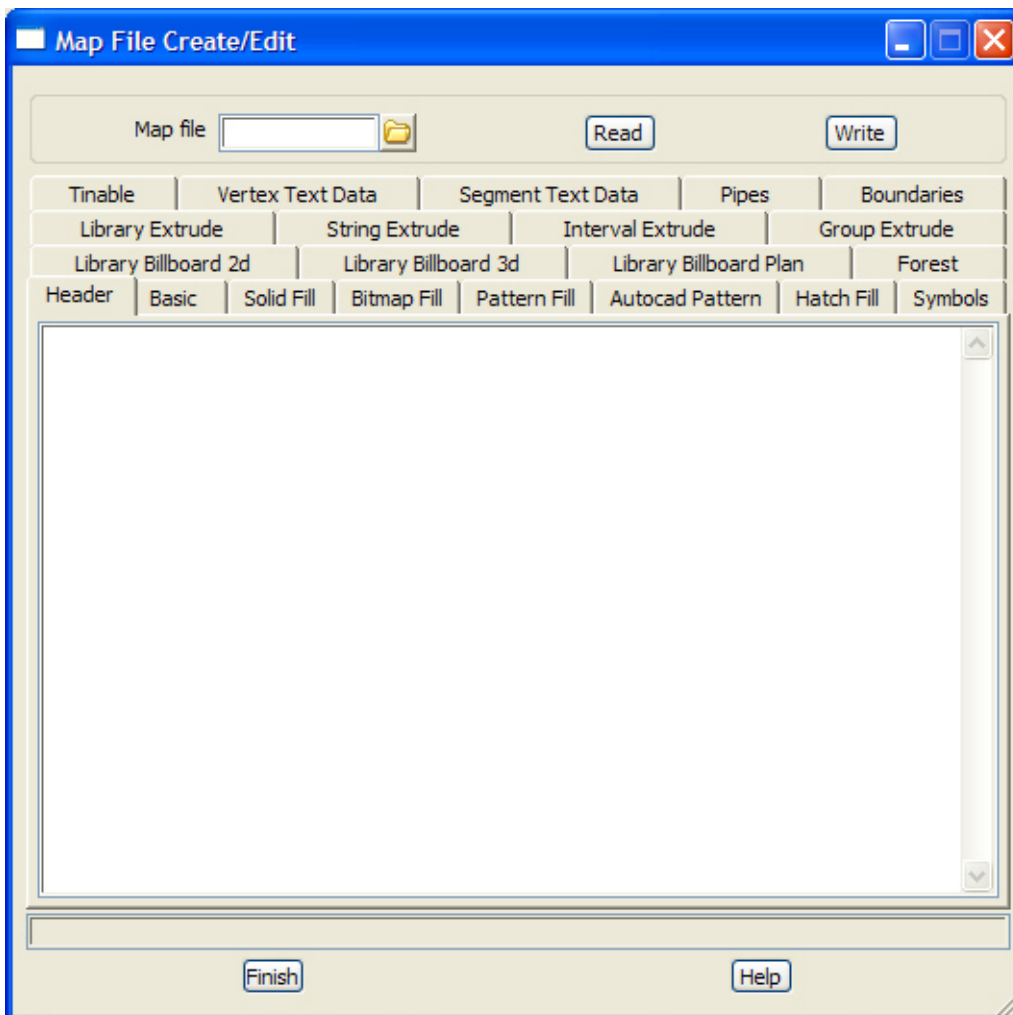 Map File Create/Edit
Map file Read Write
Tinable Vertex Text Data Segment Text Data Pipes Boundaries
Library Extrude String Extrude Interval Extrude Group Extrude
Library Billboard 2d Library Billboard 3d Library Billboard Plan Forest
Header Basic Solid Fill Bitmap Fill Pattern Fill Autocad Pattern Hatch Fill Symbols
Finish Help